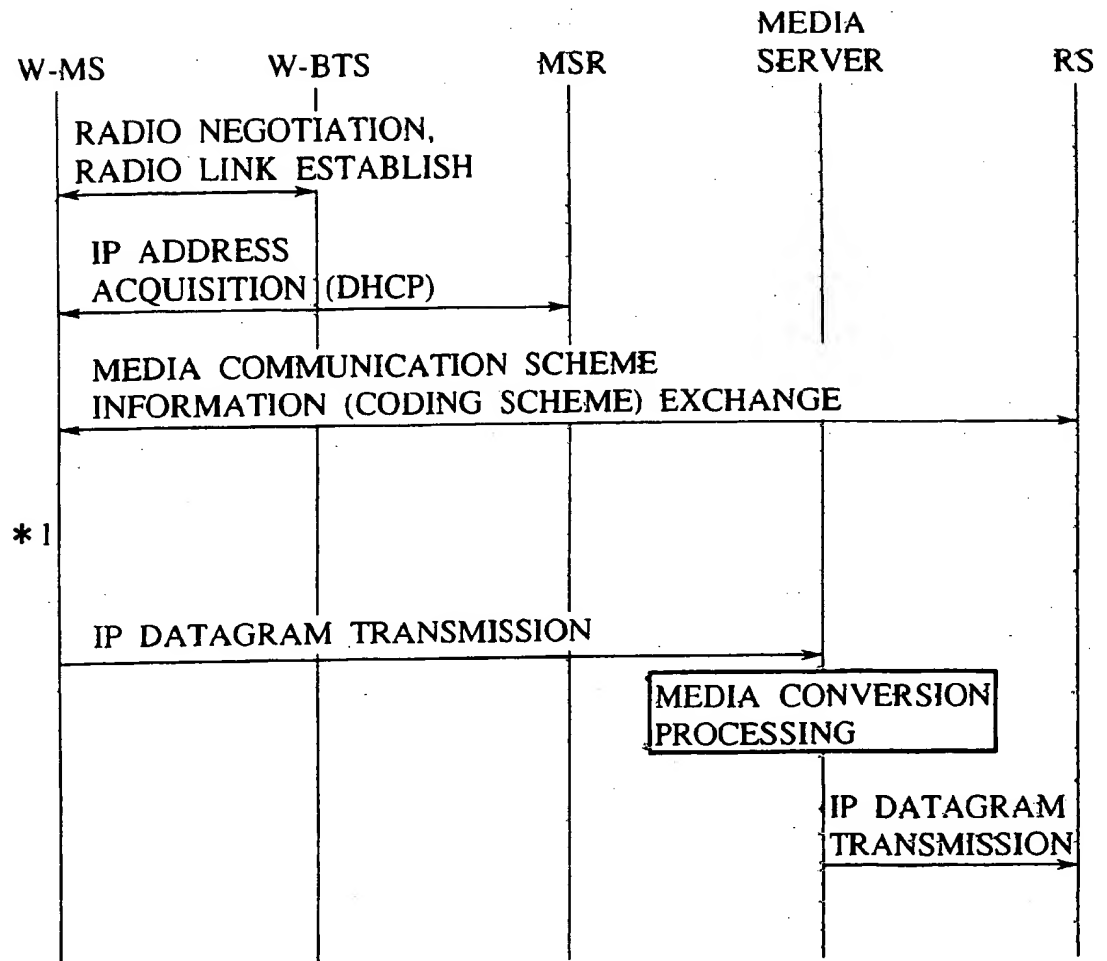 W-MS W-BTS MSR MEDIA SERVER RS
RADIO NEGOTIATION,
RADIO LINK ESTABLISH
IP ADDRESS
ACQUISITION (DHCP)
MEDIA COMMUNICATION SCHEME
INFORMATION (CODING SCHEME) EXCHANGE
*1
IP DATAGRAM TRANSMISSION
MEDIA CONVERSION
PROCESSING
IP DATAGRAM
TRANSMISSION